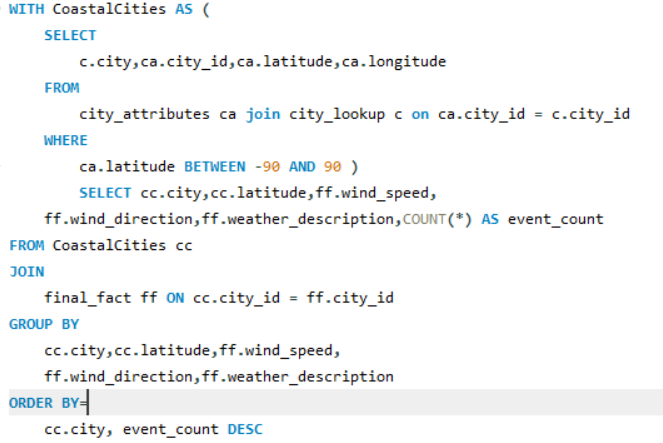 WITH CoastalCities AS (
SELECT
c.city,ca.city_id,ca.latitude,ca.longitude
FROM
city_attributes ca join city_lookup c on ca.city_id = c.city_id
WHERE
ca.latitude BETWEEN -90 AND 90 )
SELECT cc.city,cc.latitude,ff.wind_speed,
ff.wind_direction,ff.weather_description,COUNT(*) AS event_count
FROM CoastalCities cc
JOIN
final_fact ff ON cc.city_id = ff.city_id
GROUP BY
cc.city,cc.latitude,ff.wind_speed,
ff.wind_direction,ff.weather_description
ORDER BY=
cc.city, event_count DESC